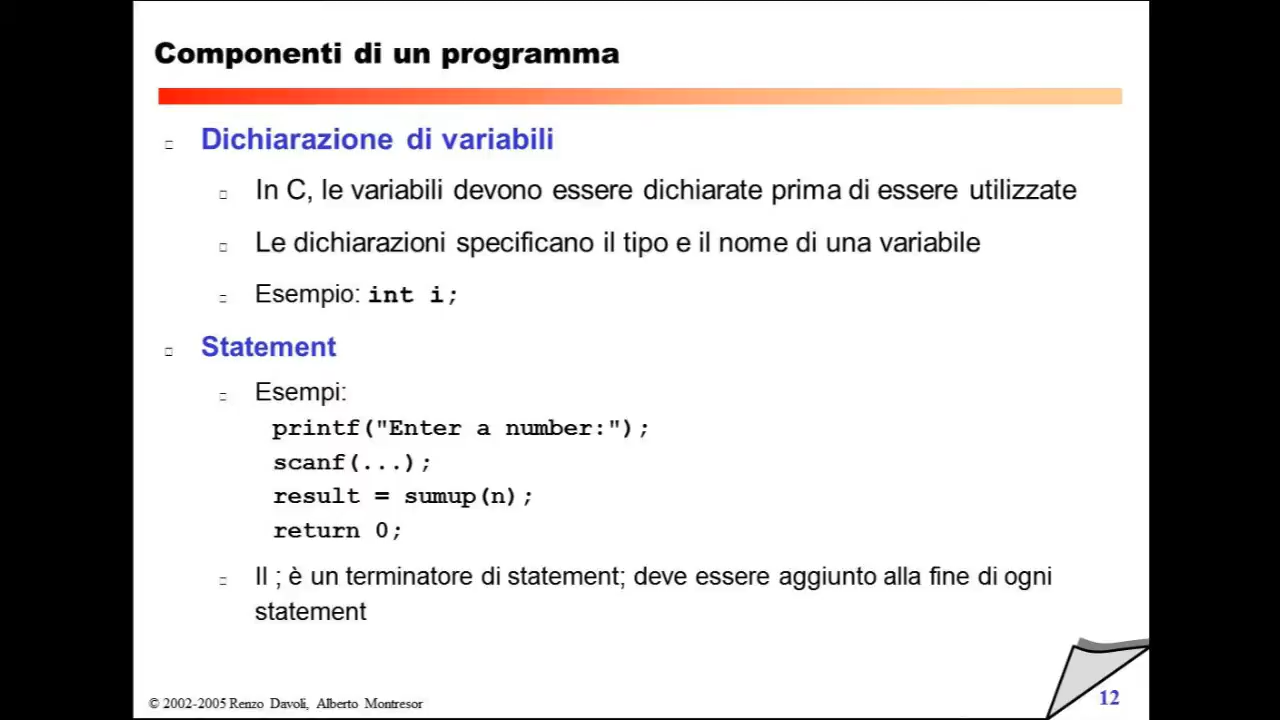 Componenti di un programma
Dichiarazione di variabili
In C, le variabili devono essere dichiarate prima di essere utilizzate
Le dichiarazioni specificano il tipo e il nome di una variabile
Esempio: int i;
Statement
Esempi:
printf("Enter a number:");
scanf(...);
result = sumup(n);
return 0;
Il ; è un terminatore di statement; deve essere aggiunto alla fine di ogni
statement
© 2002-2005 Renzo Davoli, Alberto Montresor
12